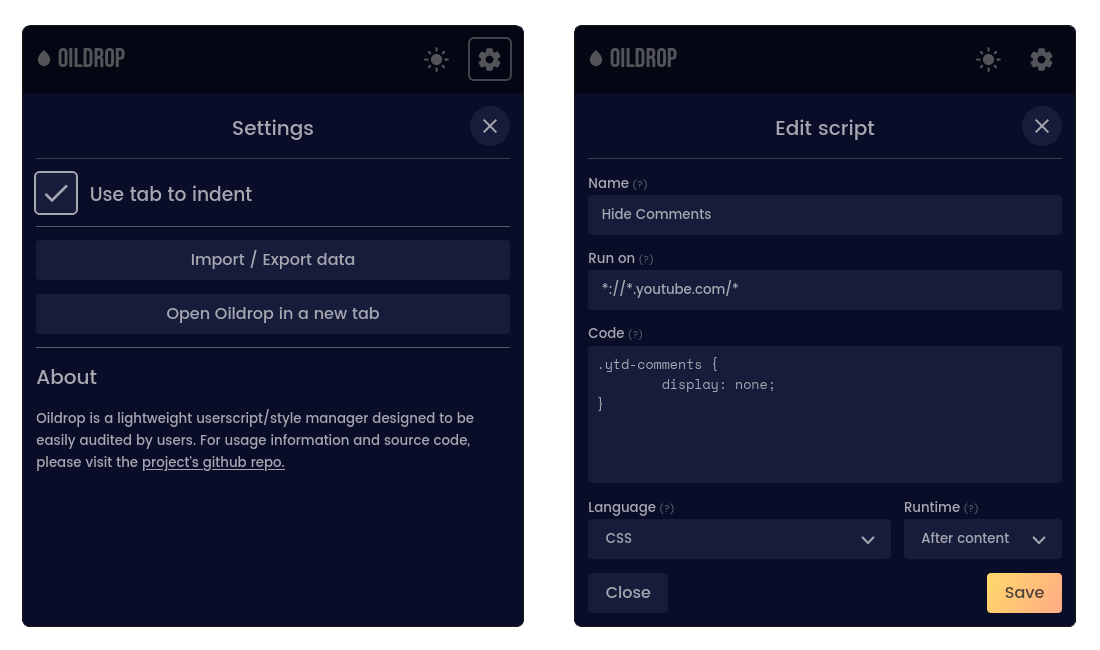 OILDROP
Settings
Use tab to indent
Import / Export data
Open Oildrop in a new tab
About
Oildrop is a lightweight userscript/style manager designed to be
easily audited by users. For usage information and source code,
please visit the project's github repo.
OILDROP
Edit script
Name (?)
Hide Comments
Run on (?)
*://*.youtube.com/*
Code (?)
.ytd-comments {
        display: none;
}
Language (?)
Runtime (?)
CSS
After content
Close
Save